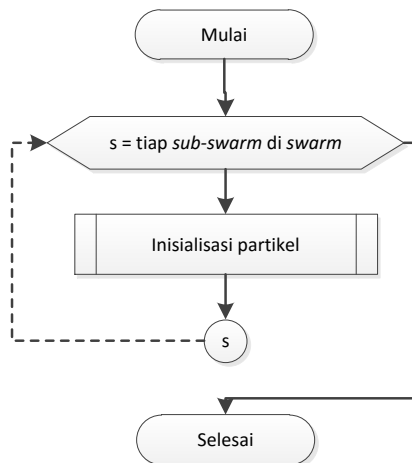 Mulai
s = tiap sub-swarm di swarm
Inisialisasi partikel
s
Selesai